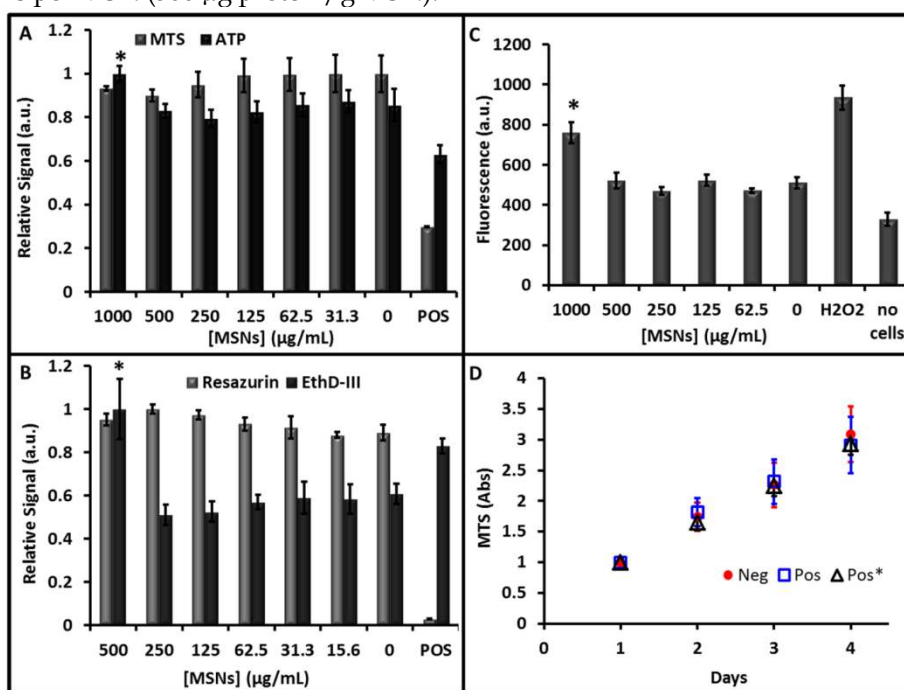 A
MTS ATP
*
Relative Signal (a.u.)
1.2
1
0.8
0.6
0.4
0.2
0
1000 500 250 125 62.5 31.3 0 POS
[MSNs] (µg/mL)
B
Resazurin EthD-III
*
Relative Signal (a.u.)
1.2
1
0.8
0.6
0.4
0.2
0
500 250 125 62.5 31.3 15.6 0 POS
[MSNs] (µg/mL)
C
*
Fluorescence (a.u.)
1200
1000
800
600
400
200
0
1000 500 250 125 62.5 0 H2O2 no
[MSNs] (µg/mL) cells
D
MTS (Abs)
4
3.5
3
2.5
2
1.5
1
0.5
0
Neg Pos Pos*
0 1 2 3 4
Days